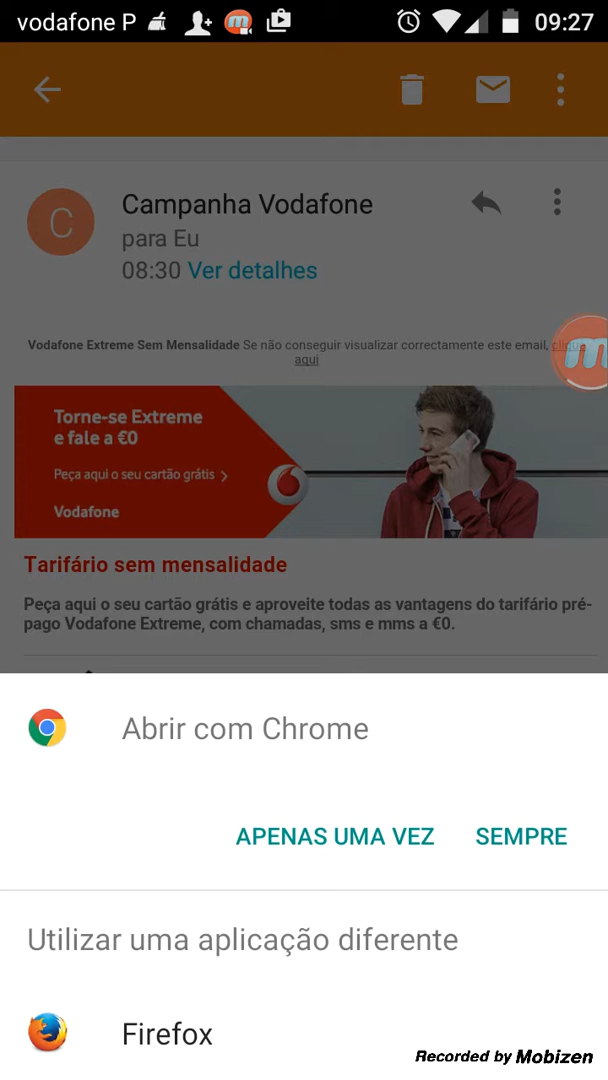 vodafone P 09:27
C
Campanha Vodafone
para Eu
08:30 Ver detalhes
Vodafone Extreme Sem Mensalidade Se não conseguir visualizar correctamente este email, clique
aqui
Torne-se Extreme
e fale a €0
Peça aqui o seu cartão grátis >
Vodafone
Tarifário sem mensalidade
Peça aqui o seu cartão grátis e aproveite todas as vantagens do tarifário pré-
pago Vodafone Extreme, com chamadas, sms e mms a €0.
Abrir com Chrome
APENAS UMA VEZ SEMPRE
Utilizar uma aplicação diferente
Firefox
Recorded by Mobizen